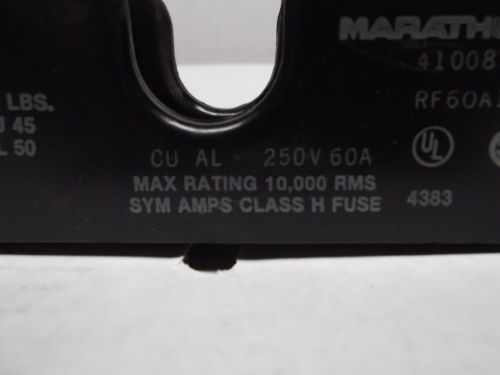 MARATH
41008
LBS.
RF60A
45
L 50
UL
CU AL 250V 60A
MAX RATING 10,000 RMS
SYM AMPS CLASS H FUSE
4383